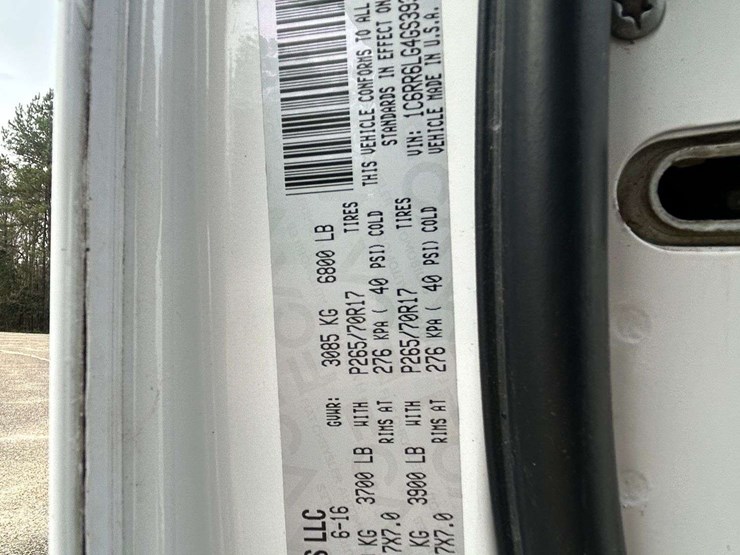 S LLC
6-16 GVWR: 3085 KG 6800 LB
KG 3700 LB WITH P265/70R17 TIRES THIS VEHICLE CONFORMS TO ALL
7X7.0 RIMS AT 276 KPA ( 40 PSI) COLD STANDARDS IN EFFECT ON
KG 3900 LB WITH P265/70R17 TIRES VIN: 1C6RR6LG4GS393
7X7.0 RIMS AT 276 KPA ( 40 PSI) COLD VEHICLE MADE IN U.S.A.